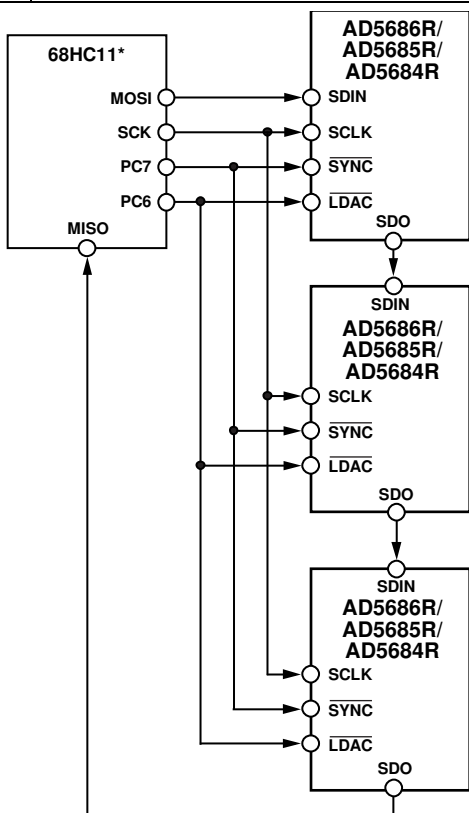 68HC11*
MOSI
SCK
PC7
PC6
MISO
AD5686R/
AD5685R/
AD5684R
SDIN
SCLK
SYNC
LDAC
SDO
SDIN
AD5686R/
AD5685R/
AD5684R
SCLK
SYNC
LDAC
SDO
SDIN
AD5686R/
AD5685R/
AD5684R
SCLK
SYNC
LDAC
SDO